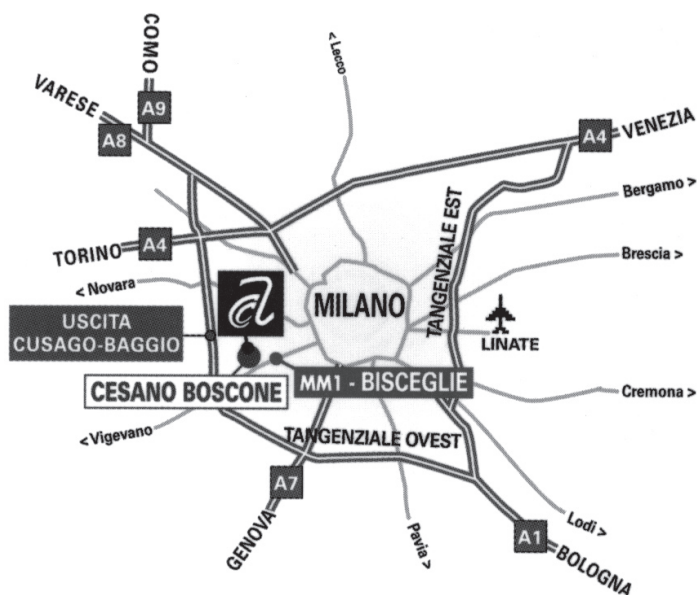 COMO
< Lecco
VARESE
A9
A8
A4
VENEZIA
Bergamo >
TANGENZIALE EST
TORINO
A4
Brescia >
< Novara
MILANO
USCITA
CUSAGO-BAGGIO
LINATE
CESANO BOSCONE
MM1 - BISCEGLIE
Cremona >
< Vigevano
TANGENZIALE OVEST
A7
GENOVA
Pavia >
Lodi >
A1
BOLOGNA